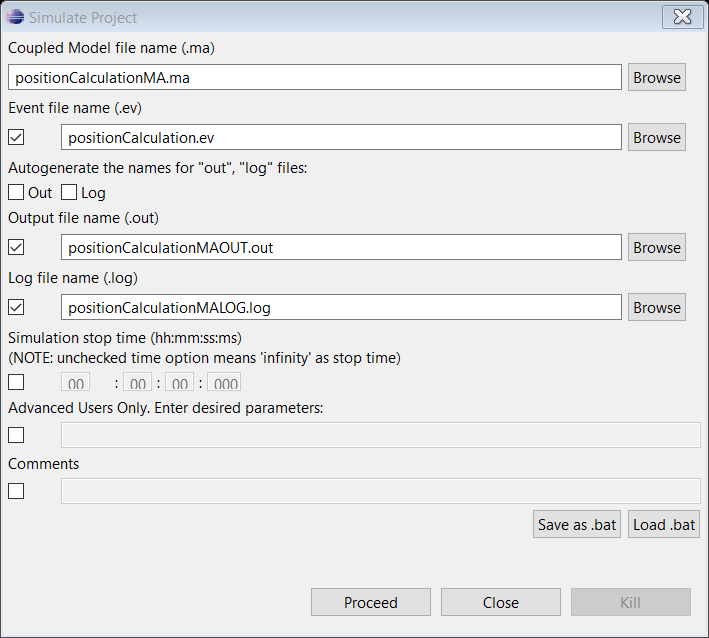 Simulate Project
Coupled Model file name (.ma)
positionCalculationMA.ma Browse
Event file name (.ev)
positionCalculation.ev Browse
Autogenerate the names for "out", "log" files:
Out Log
Output file name (.out)
positionCalculationMAOUT.out Browse
Log file name (.log)
positionCalculationMALOG.log Browse
Simulation stop time (hh:mm:ss:ms)
(NOTE: unchecked time option means 'infinity' as stop time)
00 : 00 : 00 : 000
Advanced Users Only. Enter desired parameters:
Comments
Save as .bat Load .bat
Proceed Close Kill